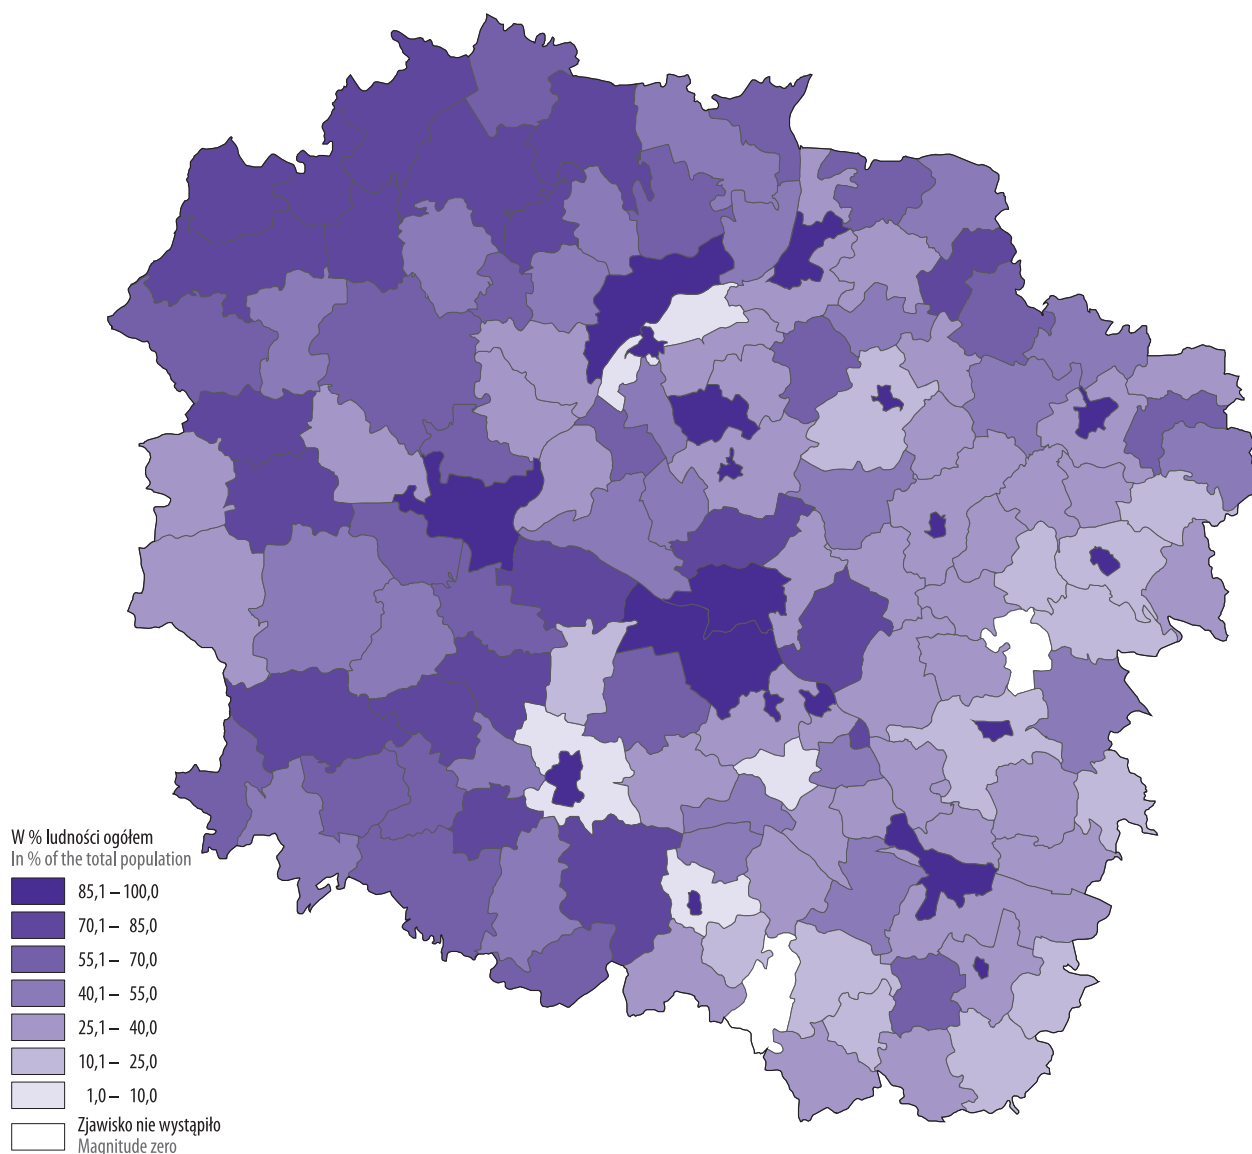 W % ludności ogółem
In % of the total population
85,1 – 100,0
70,1 – 85,0
55,1 – 70,0
40,1 – 55,0
25,1 – 40,0
10,1 – 25,0
1,0 – 10,0
Zjawisko nie wystąpiło
Magnitude zero